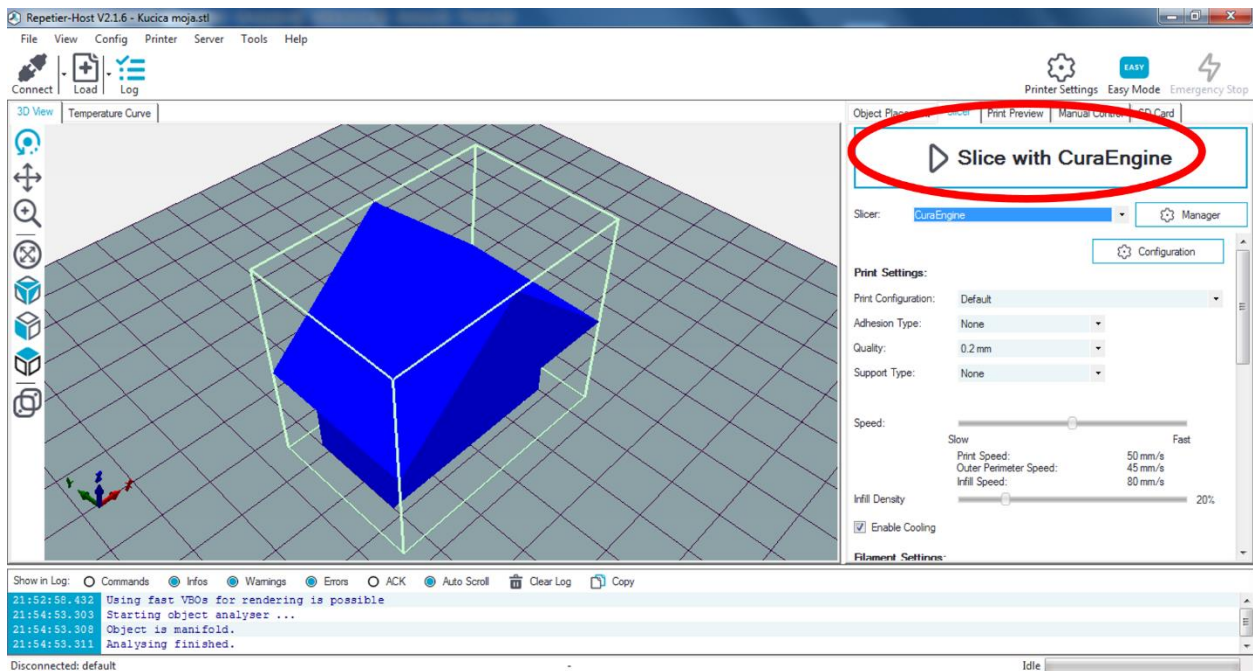 Repetier-Host V2.1.6 - Kucica moja.stl
File View Config Printer Server Tools Help
Connect Load Log
Printer Settings EASY Easy Mode Emergency Stop
3D View Temperature Curve
Object Slicer Print Preview Manual Control SD Card
Slice with CuraEngine
Slicer: CuraEngine Manager
Configuration
Print Settings:
Print Configuration: Default
Adhesion Type: None
Quality: 0.2 mm
Support Type: None
Speed:
Slow Fast
Print Speed: 50 mm/s
Outer Perimeter Speed: 45 mm/s
Infill Speed: 80 mm/s
Infill Density 20%
Enable Cooling
Filament Settings:
Show in Log: Commands Infos Warnings Errors ACK Auto Scroll Clear Log Copy
21:52:58.432 Using fast VBOs for rendering is possible
21:54:53.303 Starting object analyser ...
21:54:53.308 Object is manifold.
21:54:53.311 Analysing finished.
Disconnected: default - Idle